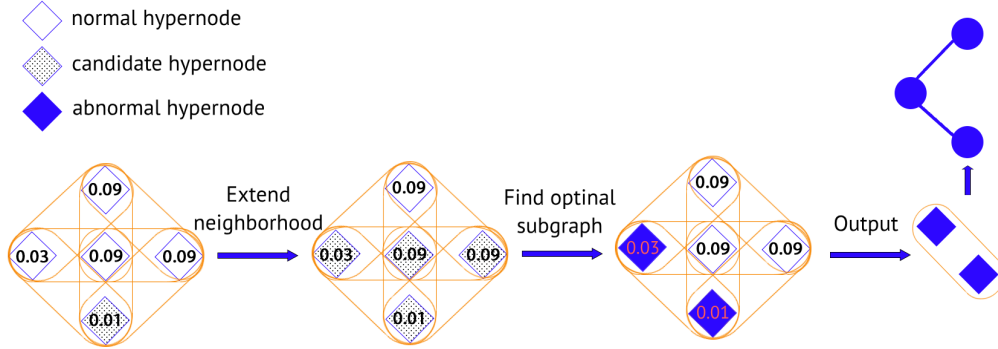 normal hypernode
candidate hypernode
abnormal hypernode
0.09
0.03
0.09
0.09
0.01
Extend
neighborhood
0.09
0.03
0.09
0.09
0.01
Find optinal
subgraph
0.09
0.03
0.09
0.09
0.01
Output